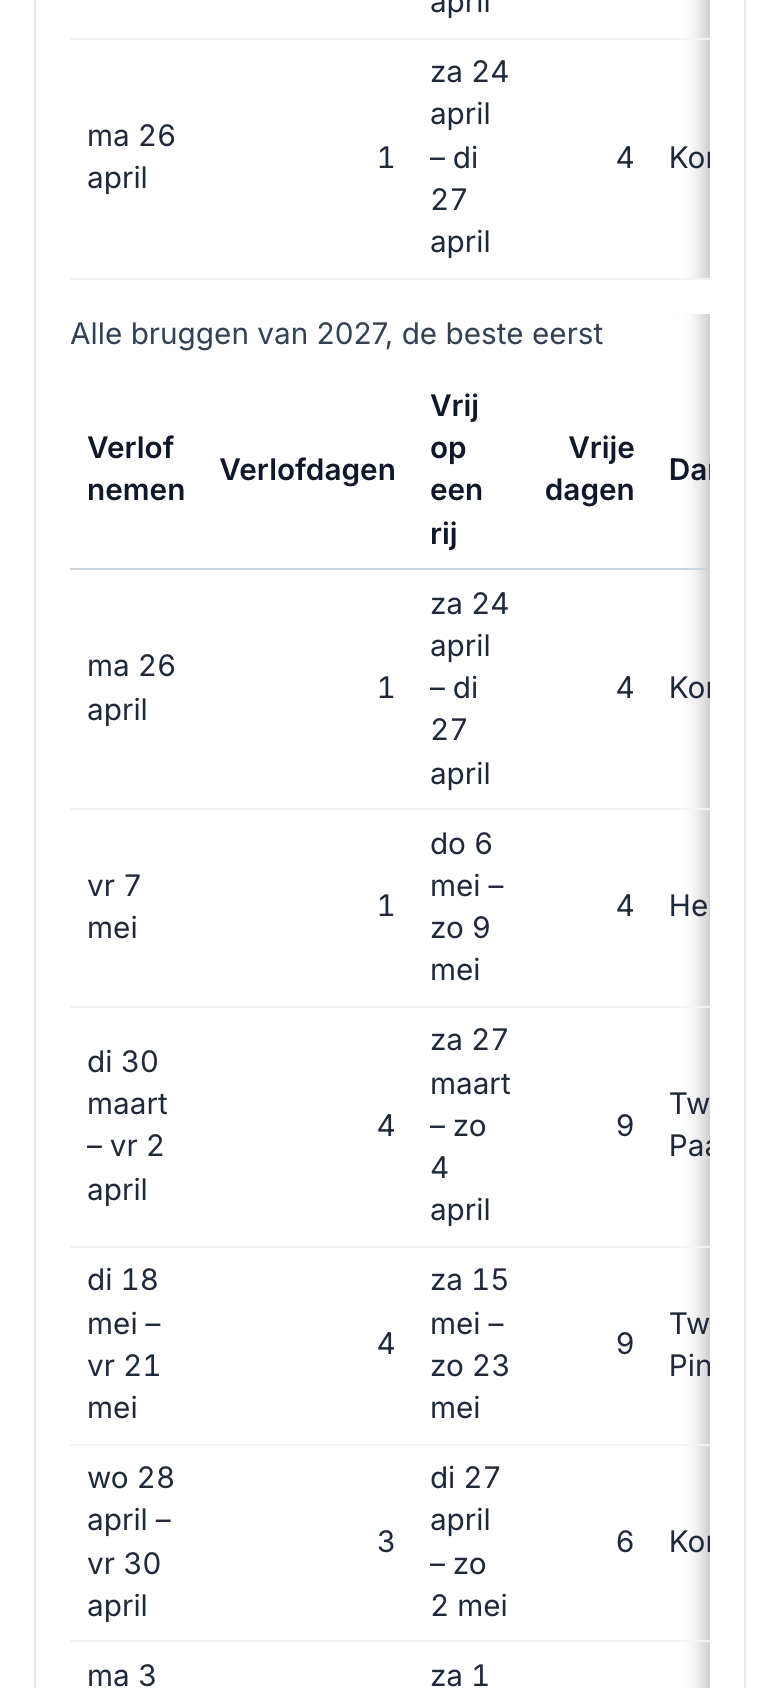 april
ma 26
april
1
za 24
april
– di
27
april
4
Alle bruggen van 2027, de beste eerst
Verlof
nemen
Verlofdagen
Vrij
op
een
rij
Vrije
dagen
ma 26
april
1
za 24
april
– di
27
april
4
vr 7
mei
1
do 6
mei –
zo 9
mei
4
di 30
maart
– vr 2
april
4
za 27
maart
– zo
4
april
9
di 18
mei –
vr 21
mei
4
za 15
mei –
zo 23
mei
9
wo 28
april –
vr 30
april
3
di 27
april
– zo
2 mei
6
ma 3
za 1